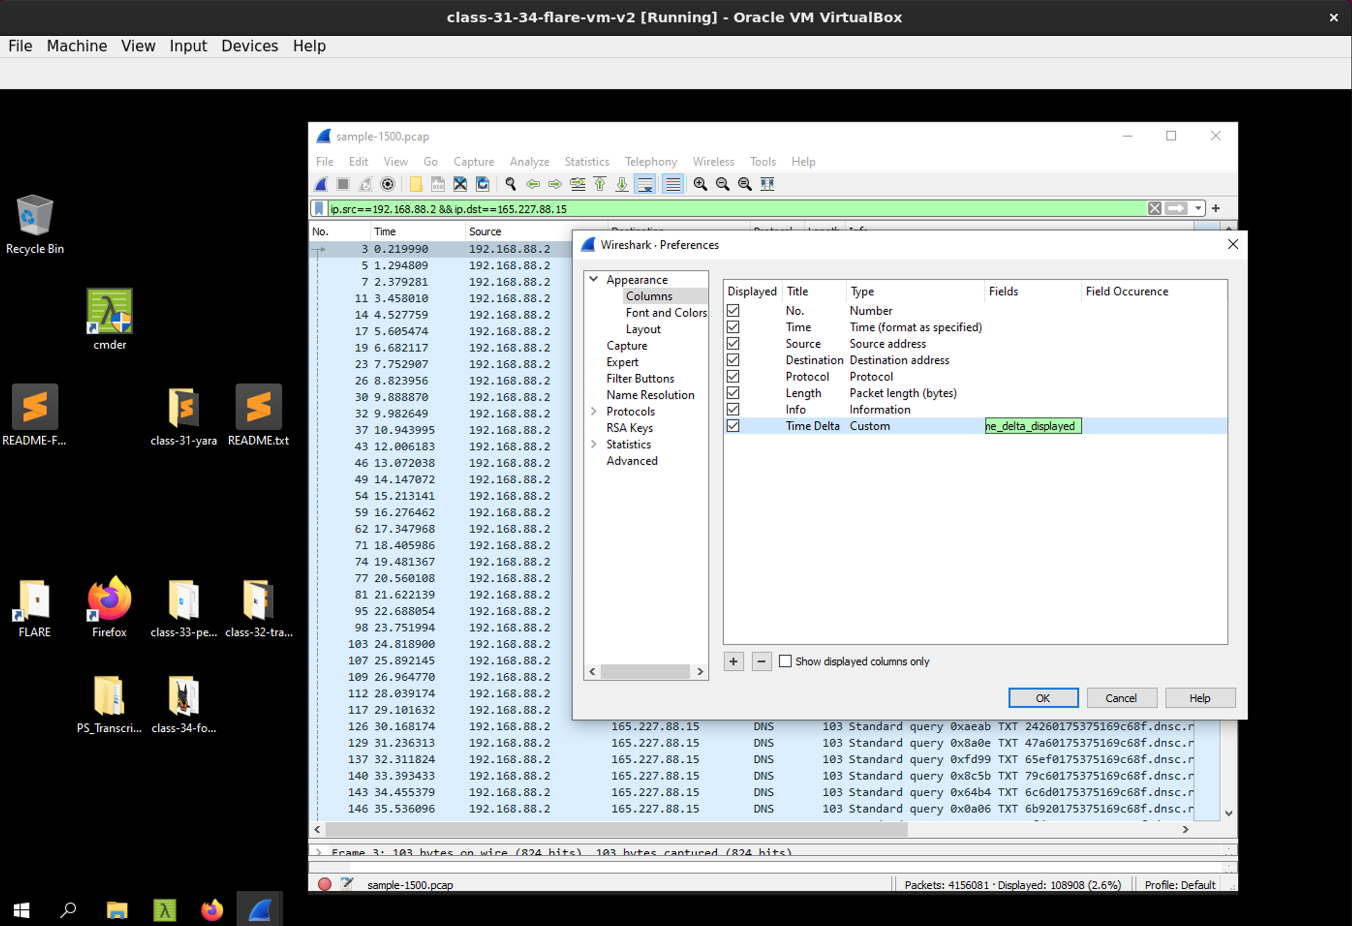 class-31-34-flare-vm-v2 [Running] - Oracle VM VirtualBox
File Machine View Input Devices Help
sample-1500.pcap
File Edit View Go Capture Analyze Statistics Telephony Wireless Tools Help
ip.src==192.168.88.2 && ip.dst==165.227.88.15
No. Time Source
3 0.219990 192.168.88.2
5 1.294809 192.168.88.2
7 2.379281 192.168.88.2
11 3.458010 192.168.88.2
14 4.527759 192.168.88.2
17 5.605474 192.168.88.2
19 6.682117 192.168.88.2
23 7.752907 192.168.88.2
26 8.823956 192.168.88.2
30 9.888870 192.168.88.2
32 9.982649 192.168.88.2
37 10.943995 192.168.88.2
43 12.006183 192.168.88.2
46 13.072038 192.168.88.2
49 14.147072 192.168.88.2
54 15.213141 192.168.88.2
59 16.276462 192.168.88.2
62 17.347968 192.168.88.2
71 18.405986 192.168.88.2
74 19.481367 192.168.88.2
77 20.560108 192.168.88.2
81 21.622139 192.168.88.2
95 22.688054 192.168.88.2
98 23.751994 192.168.88.2
103 24.818900 192.168.88.2
107 25.892145 192.168.88.2
109 26.964770 192.168.88.2
112 28.039174 192.168.88.2
117 29.101632 192.168.88.2
126 30.168174 192.168.88.2 165.227.88.15 DNS 103 Standard query 0xaeab TXT 24260175375169c68f.dnsc.r
129 31.236313 192.168.88.2 165.227.88.15 DNS 103 Standard query 0x8a0e TXT 47a60175375169c68f.dnsc.r
137 32.311824 192.168.88.2 165.227.88.15 DNS 103 Standard query 0xfd99 TXT 65ef0175375169c68f.dnsc.r
140 33.393433 192.168.88.2 165.227.88.15 DNS 103 Standard query 0x8c5b TXT 79c60175375169c68f.dnsc.r
143 34.455379 192.168.88.2 165.227.88.15 DNS 103 Standard query 0x64b4 TXT 6c6d0175375169c68f.dnsc.r
146 35.536096 192.168.88.2 165.227.88.15 DNS 103 Standard query 0x0a06 TXT 6b920175375169c68f.dnsc.r
Frame 3: 103 bytes on wire (824 bits), 103 bytes captured (824 bits)
sample-1500.pcap
Packets: 4156081 · Displayed: 108908 (2.6%)
Profile: Default
Wireshark · Preferences
Appearance
Columns
Font and Colors
Layout
Capture
Expert
Filter Buttons
Name Resolution
Protocols
RSA Keys
Statistics
Advanced
Displayed Title Type Fields Field Occurence
No. Number
Time Time (format as specified)
Source Source address
Destination Destination address
Protocol Protocol
Length Packet length (bytes)
Info Information
Time Delta Custom ne_delta_displayed
Show displayed columns only
OK Cancel Help
Recycle Bin
cmder
README-F...
class-31-yara
README.txt
FLARE
Firefox
class-33-pe...
class-32-tra...
PS_Transcri...
class-34-fo...